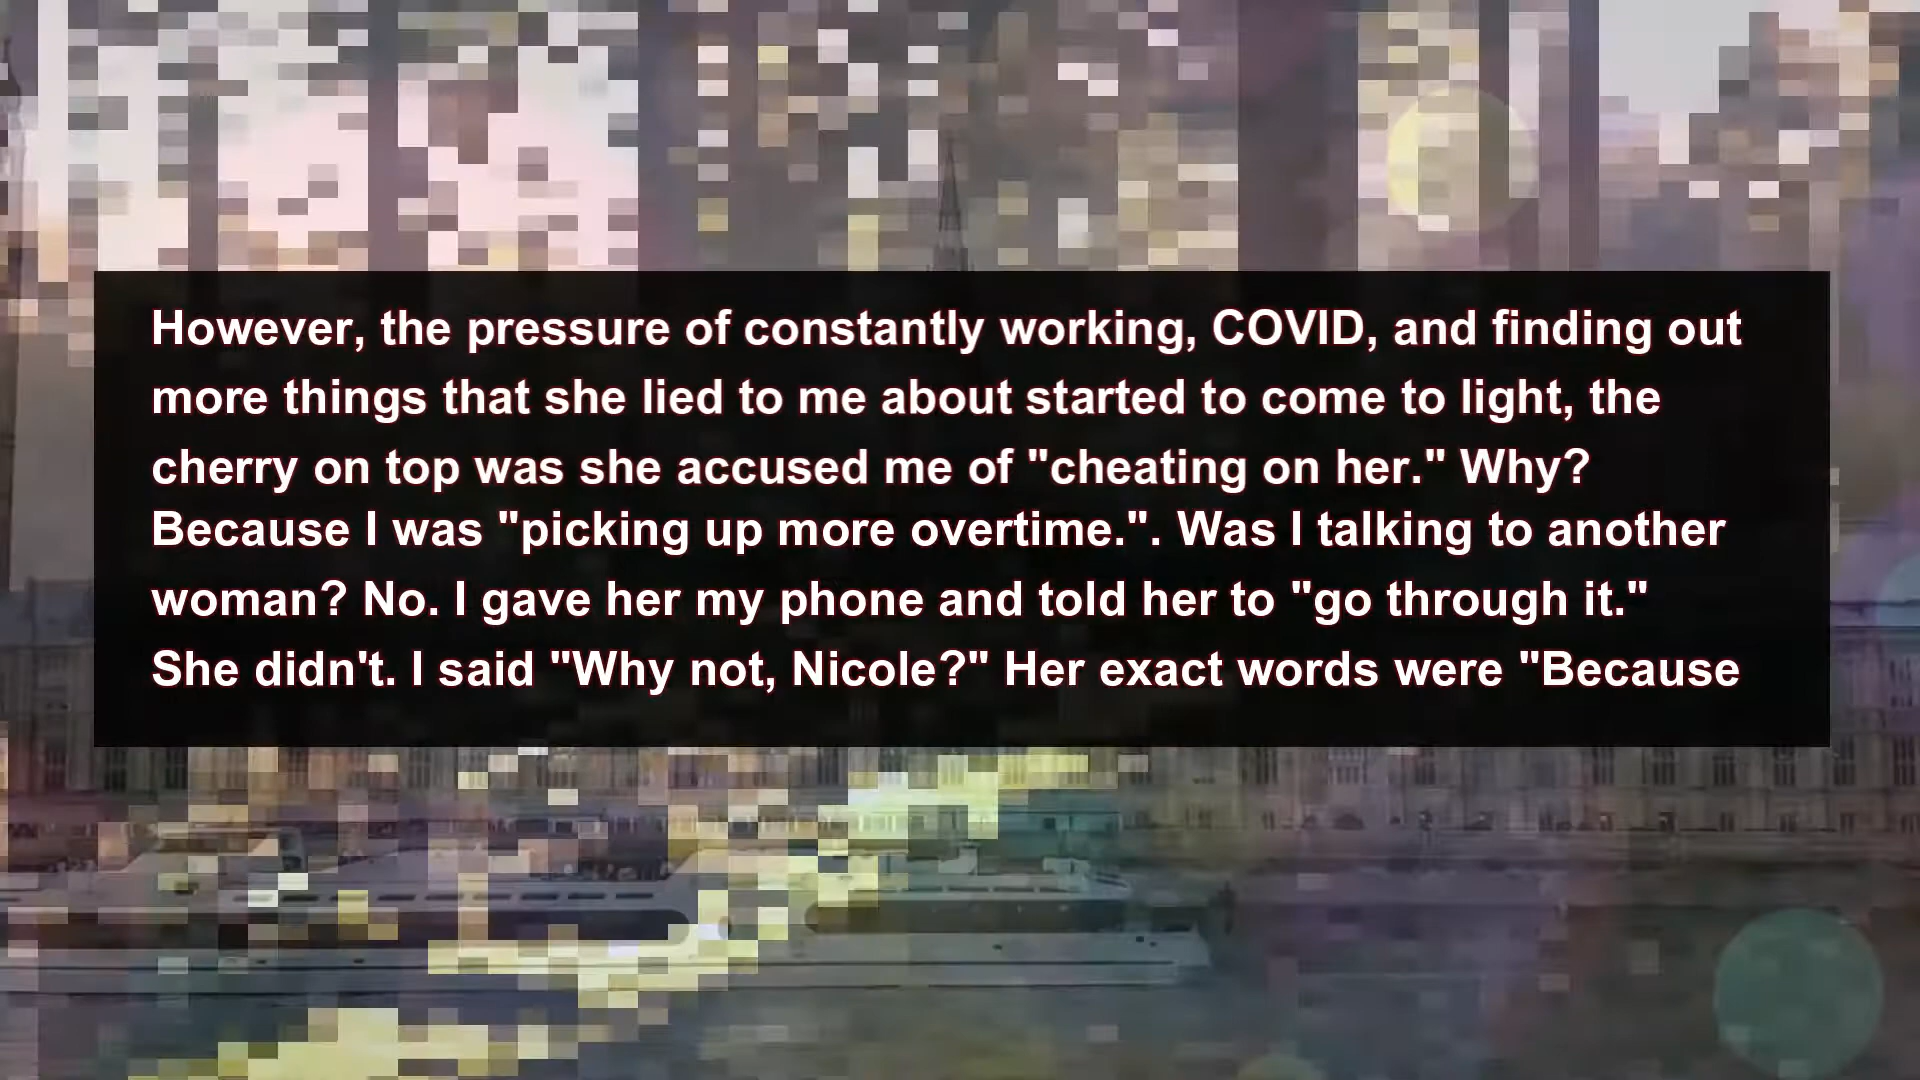 However, the pressure of constantly working, COVID, and finding out
more things that she lied to me about started to come to light, the
cherry on top was she accused me of "cheating on her." Why?
Because I was "picking up more overtime.". Was I talking to another
woman? No. I gave her my phone and told her to "go through it."
She didn't. I said "Why not, Nicole?" Her exact words were "Because